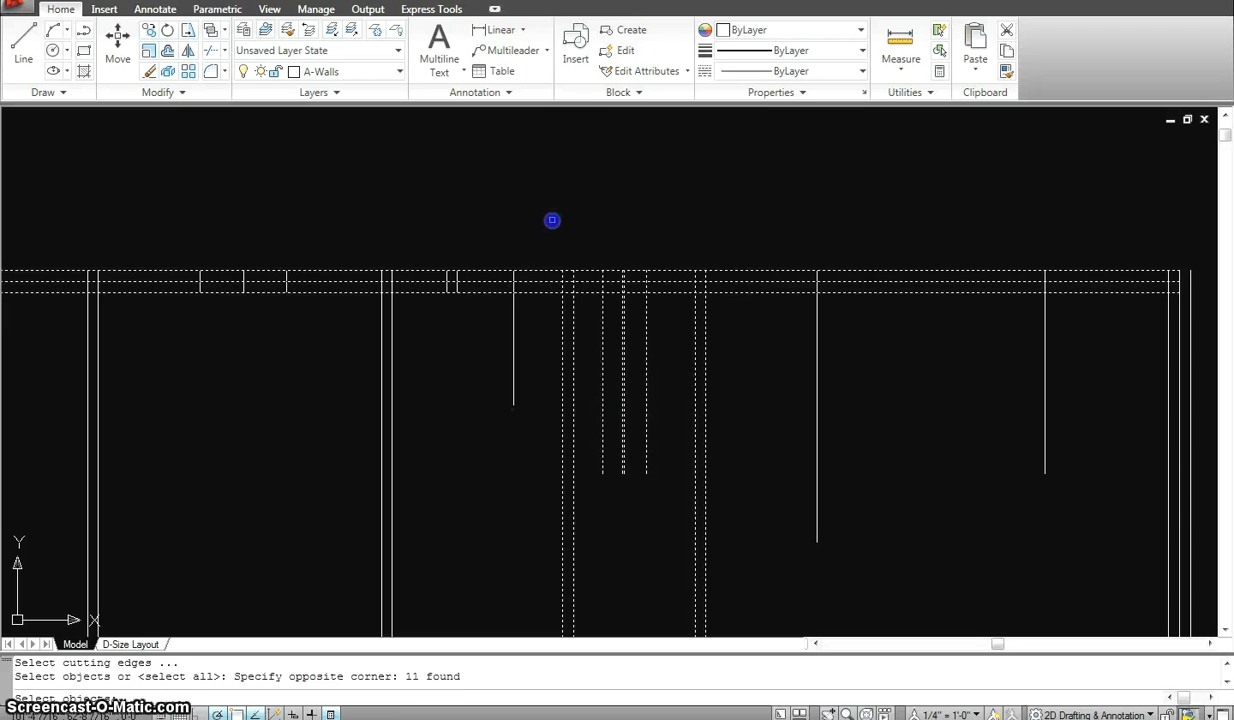 Home Insert Annotate Parametric View Manage Output Express Tools
Line Move Unsaved Layer State A-Walls Multiline Text Linear Multileader Table Insert Create Edit Edit Attributes ByLayer ByLayer ByLayer Measure Paste
Draw Modify Layers Annotation Block Properties Utilities Clipboard
Y
X
Model D-Size Layout
Select cutting edges ...
Select objects or <select all>: Specify opposite corner: 11 found
Select objects:
Screencast-O-Matic.com
1/4" = 1'-0" 2D Drafting & Annotation